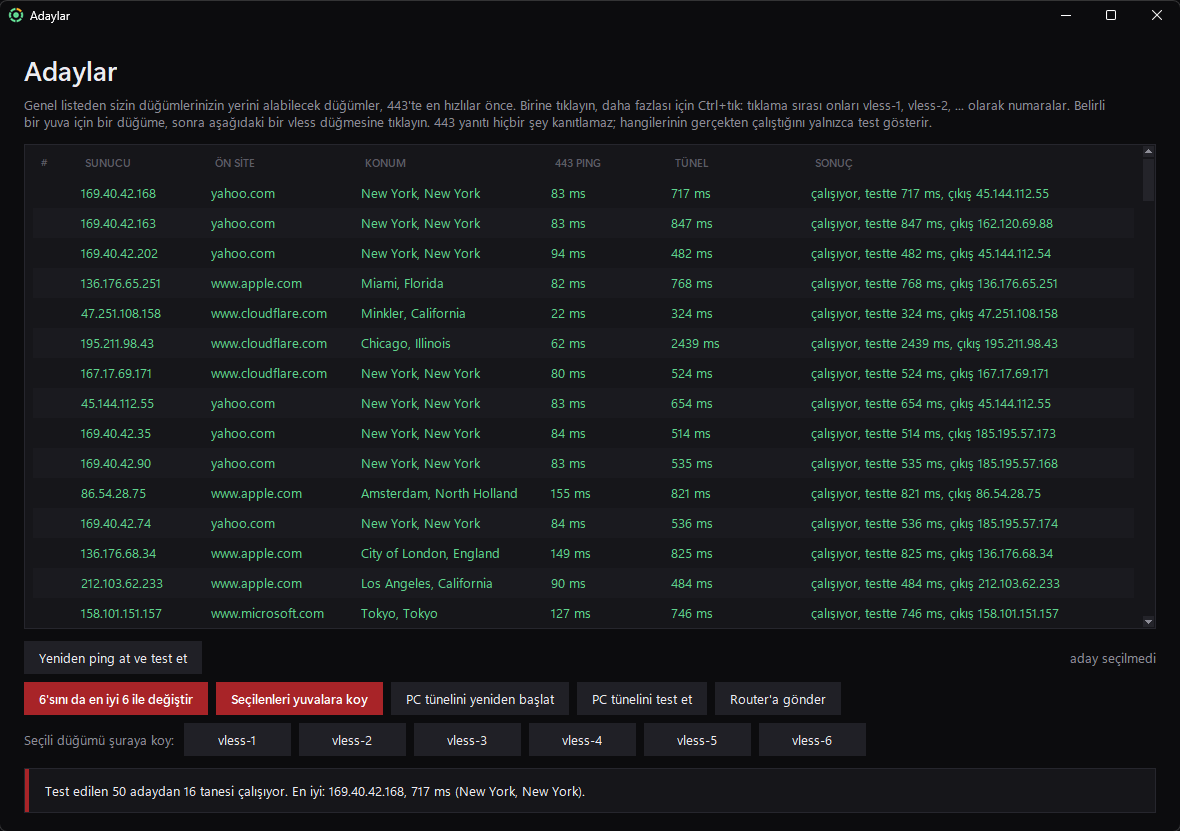 Adaylar
Adaylar
Genel listeden sizin düğümlerinizin yerini alabilecek düğümler, 443'te en hızlılar önce. Birine tıklayın, daha fazlası için Ctrl+tık: tıklama sırası onları vless-1, vless-2, ... olarak numaralar. Belirli
bir yuva için bir düğüme, sonra aşağıdaki bir vless düğmesine tıklayın. 443 yanıtı hiçbir şey kanıtlamaz; hangilerinin gerçekten çalıştığını yalnızca test gösterir.
# SUNUCU ÖN SİTE KONUM 443 PING TÜNEL SONUÇ
169.40.42.168 yahoo.com New York, New York 83 ms 717 ms çalışıyor, testte 717 ms, çıkış 45.144.112.55
169.40.42.163 yahoo.com New York, New York 83 ms 847 ms çalışıyor, testte 847 ms, çıkış 162.120.69.88
169.40.42.202 yahoo.com New York, New York 94 ms 482 ms çalışıyor, testte 482 ms, çıkış 45.144.112.54
136.176.65.251 www.apple.com Miami, Florida 82 ms 768 ms çalışıyor, testte 768 ms, çıkış 136.176.65.251
47.251.108.158 www.cloudflare.com Minkler, California 22 ms 324 ms çalışıyor, testte 324 ms, çıkış 47.251.108.158
195.211.98.43 www.cloudflare.com Chicago, Illinois 62 ms 2439 ms çalışıyor, testte 2439 ms, çıkış 195.211.98.43
167.17.69.171 www.cloudflare.com New York, New York 80 ms 524 ms çalışıyor, testte 524 ms, çıkış 167.17.69.171
45.144.112.55 yahoo.com New York, New York 83 ms 654 ms çalışıyor, testte 654 ms, çıkış 45.144.112.55
169.40.42.35 yahoo.com New York, New York 84 ms 514 ms çalışıyor, testte 514 ms, çıkış 185.195.57.173
169.40.42.90 yahoo.com New York, New York 83 ms 535 ms çalışıyor, testte 535 ms, çıkış 185.195.57.168
86.54.28.75 www.apple.com Amsterdam, North Holland 155 ms 821 ms çalışıyor, testte 821 ms, çıkış 86.54.28.75
169.40.42.74 yahoo.com New York, New York 84 ms 536 ms çalışıyor, testte 536 ms, çıkış 185.195.57.174
136.176.68.34 www.apple.com City of London, England 149 ms 825 ms çalışıyor, testte 825 ms, çıkış 136.176.68.34
212.103.62.233 www.apple.com Los Angeles, California 90 ms 484 ms çalışıyor, testte 484 ms, çıkış 212.103.62.233
158.101.151.157 www.microsoft.com Tokyo, Tokyo 127 ms 746 ms çalışıyor, testte 746 ms, çıkış 158.101.151.157
Yeniden ping at ve test et aday seçilmedi
6'sını da en iyi 6 ile değiştir Seçilenleri yuvalara koy PC tünelini yeniden başlat PC tünelini test et Router'a gönder
Seçili düğümü şuraya koy: vless-1 vless-2 vless-3 vless-4 vless-5 vless-6
Test edilen 50 adaydan 16 tanesi çalışıyor. En iyi: 169.40.42.168, 717 ms (New York, New York).